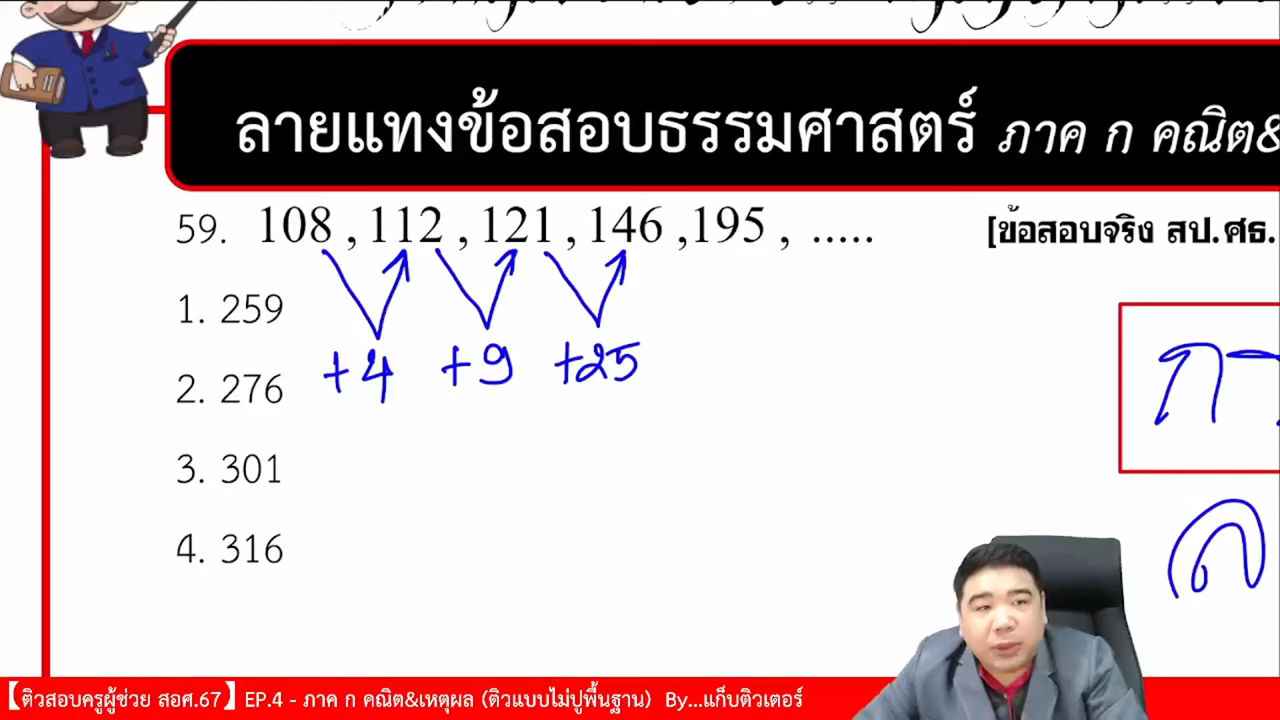 ลายแทงข้อสอบธรรมศาสตร์ ภาค ก คณิต&
59. 108 , 112 , 121 , 146 ,195 , ..... [ข้อสอบจริง สป.ศธ.
1. 259
+4 +9 +25
2. 276
3. 301
4. 316
【ติวสอบครูผู้ช่วย สอศ.67】 EP.4 - ภาค ก คณิต&เหตุผล (ติวแบบไม่ปูพื้นฐาน) By...แก็บติวเตอร์